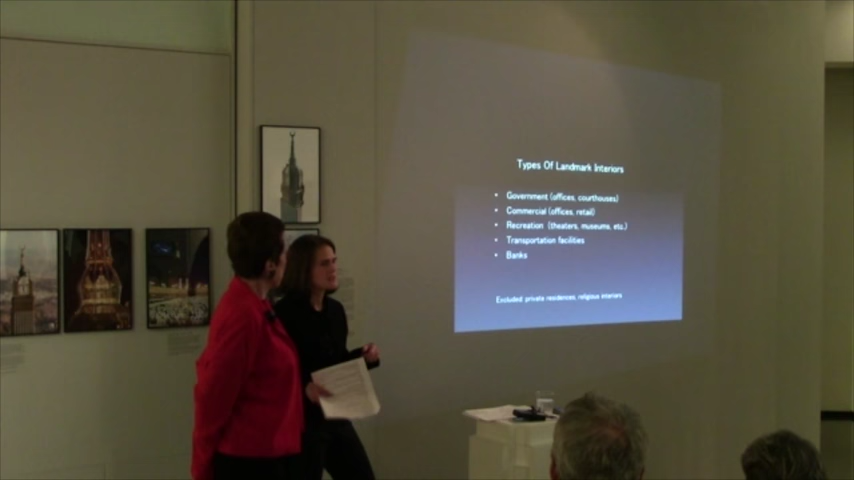 Types Of Landmark Interiors
• Government (offices, courthouses)
• Commercial (offices, retail)
• Recreation (theaters, museums, etc.)
• Transportation facilities
• Banks
Excluded: private residences, religious interiors